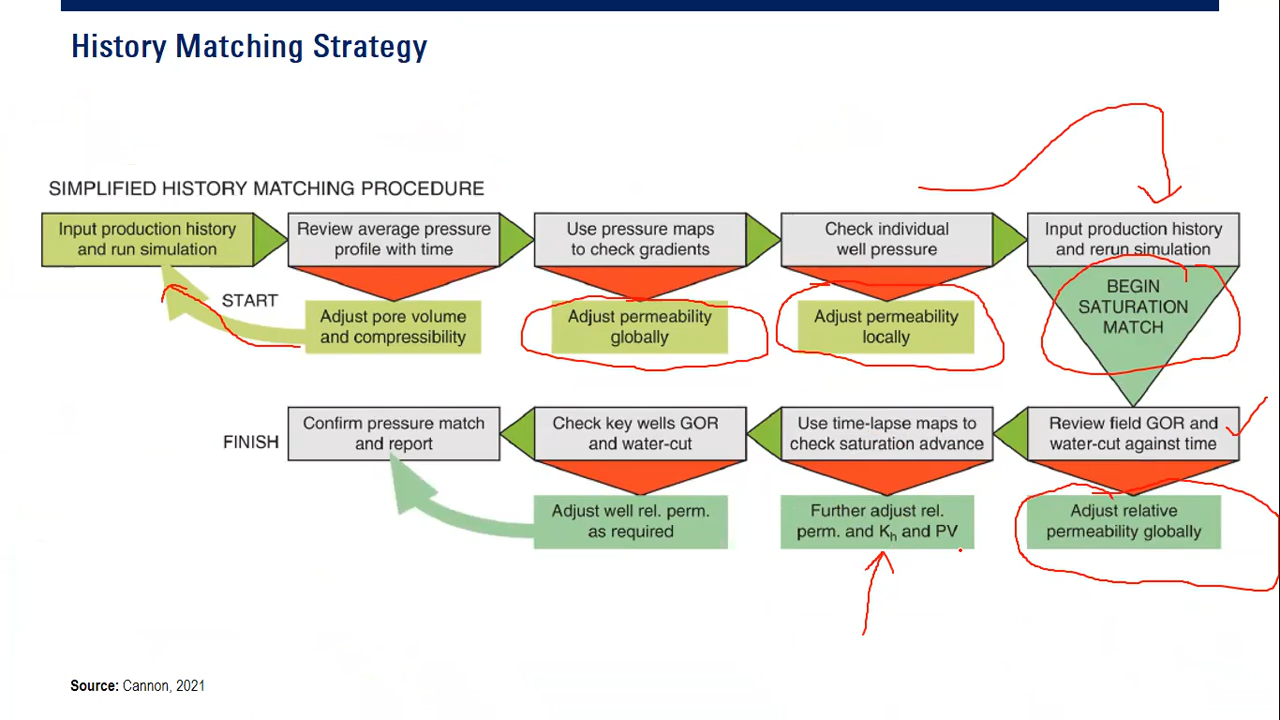 History Matching Strategy
SIMPLIFIED HISTORY MATCHING PROCEDURE
Input production history
and run simulation
Review average pressure
profile with time
Use pressure maps
to check gradients
Check individual
well pressure
Input production history
and rerun simulation
START
Adjust pore volume
and compressibility
Adjust permeability
globally
Adjust permeability
locally
BEGIN
SATURATION
MATCH
FINISH
Confirm pressure match
and report
Check key wells GOR
and water-cut
Use time-lapse maps to
check saturation advance
Review field GOR and
water-cut against time
Adjust well rel. perm.
as required
Further adjust rel.
perm. and Kh and PV
Adjust relative
permeability globally
Source: Cannon, 2021